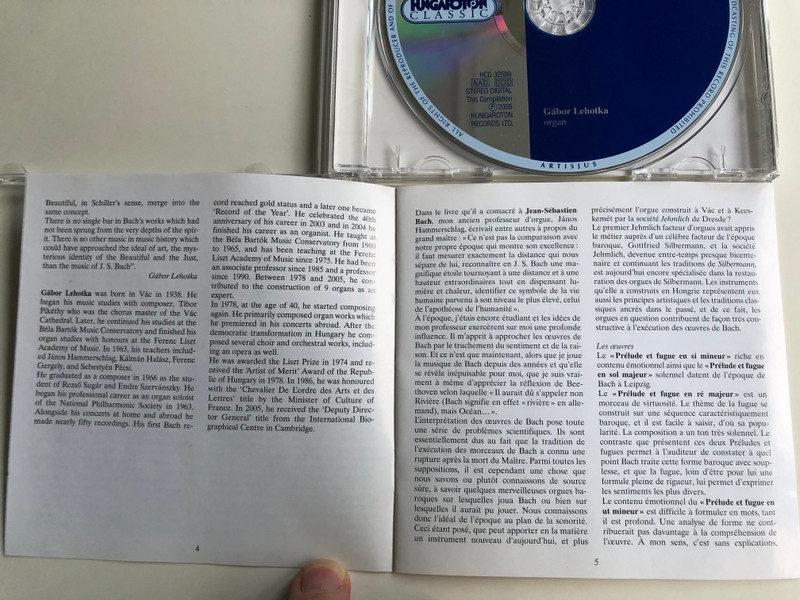 HUNGAROTON
CLASSIC
ALL RIGHTS OF THE REPRODUCER AND OF
CASTING OF THIS RECORD PROHIBITED
ARTISJUS
HCD 32589
AAD DDD
STEREO DIGITAL
This Compilation
Ⓟ 2008
HUNGAROTON
RECORDS LTD.
Gábor Lehotka
organ
Beautiful, in Schiller's sense, merge into the
same concept.
There is no single bar in Bach's works which had
not been sprung from the very depths of the spir-
it. There is no other music in music history which
could have approached the ideal of art, the mys-
terious identity of the Beautiful and the Just,
than the music of J. S. Bach".
Gábor Lehotka
Gábor Lehotka was born in Vác in 1938. He
began his music studies with composer, Tibor
Pikéthy who was the chorus master of the Vác
Cathedral. Later, he continued his studies at the
Béla Bartók Music Conservatory and finished his
organ studies with honours at the Ferenc Liszt
Academy of Music. In 1963, his teachers includ-
ed János Hammerschlag, Kálmán Halász, Ferenc
Gergely, and Sebestyén Pécsi.
He graduated as a composer in 1966 as the stu-
dent of Rezső Sugár and Endre Szervánszky. He
began his professional career as an organ soloist
of the National Philharmonic Society in 1963.
Alongside his concerts at home and abroad he
made nearly fifty recordings. His first Bach re-
cord reached gold status and a later one became
'Record of the Year'. He celebrated the 40th
anniversary of his career in 2003 and in 2004 he
finished his career as an organist. He taught at
the Béla Bartók Music Conservatory from 1960
to 1965, and has been teaching at the Ferenc
Liszt Academy of Music since 1975. He had been
an associate professor since 1985 and a professor
since 1990. Between 1978 and 2005, he con-
tributed to the construction of 9 organs as an
expert.
In 1978, at the age of 40, he started composing
again. He primarily composed organ works which
he premiered in his concerts abroad. After the
democratic transformation in Hungary he com-
posed several choir and orchestral works, includ-
ing an opera as well.
He was awarded the Liszt Prize in 1974 and re-
ceived the 'Artist of Merit' Award of the Repub-
lic of Hungary in 1978. In 1986, he was honoured
with the 'Chevalier De L'ordre des Arts et des
Lettres' title by the Minister of Culture of
France. In 2005, he received the 'Deputy Direc-
tor General' title from the International Bio-
graphical Centre in Cambridge.
4
Dans le livre qu'il a consacré à Jean-Sébastien
Bach, mon ancien professeur d'orgue, János
Hammerschlag, écrivait entre autres à propos du
grand maître : « Ce n'est pas la comparaison avec
notre propre époque qui montre son excellence :
il faut mesurer exactement la distance qui nous
sépare de lui, reconnaître en J. S. Bach une ma-
gnifique étoile tournoyant à une distance et à une
hauteur extraordinaires tout en dispensant lu-
mière et chaleur, identifier ce symbole de la vie
humaine parvenu à son niveau le plus élevé, celui
de l'apothéose de l'humanité. »
A l'époque, j'étais encore étudiant et les idées de
mon professeur exercèrent sur moi une profonde
influence. Il m'apprit à approcher les œuvres de
Bach par le truchement du sentiment et de la rai-
son. Et ce n'est que maintenant, alors que je joue
la musique de Bach depuis des années et qu'elle
se révèle inépuisable pour moi, que je suis vrai-
ment à même d'apprécier la réflexion de Bee-
thoven selon laquelle « Il aurait dû s'appeler non
Rivière (Bach signifie en effet « rivière » en alle-
mand), mais Océan… ».
L'interprétation des œuvres de Bach pose toute
une série de problèmes scientifiques. Ils sont
essentiellement dus au fait que la tradition de
l'exécution des morceaux de Bach a connu une
rupture après la mort du Maître. Parmi toutes les
suppositions, il est cependant une chose que
nous savons ou plutôt connaissons de source
sûre, à savoir quelques merveilleuses orgues ba-
roques sur lesquelles joua Bach ou bien sur
lesquelles il aurait pu jouer. Nous connaissons
donc l'idéal de l'époque au plan de la sonorité.
Ceci étant posé, que peut apporter en la matière
un instrument nouveau d'aujourd'hui, et plus
précisément l'orgue construit à Vác et à Kecs-
kemét par la société Jehmlich de Dresde ?
Le premier Jehmlich facteur d'orgues avait appris
le métier auprès d'un célèbre facteur de l'époque
baroque, Gottfried Silbermann, et la société
Jehmlich, devenue entre-temps presque bicente-
naire et continuant les traditions de Silbermann,
est aujourd'hui encore spécialisée dans la restau-
ration des orgues de Silbermann. Les instruments
qu'elle a construits en Hongrie représentent eux
aussi les principes artistiques et les traditions clas-
siques ancrés dans le passé, et de ce fait, les
orgues en question contribuent de façon très con-
structive à l'exécution des œuvres de Bach.
Les œuvres
Le « Prélude et fugue en si mineur » riche en
contenu émotionnel ainsi que le « Prélude et fugue
en sol majeur » solennel datent de l'époque de
Bach à Leipzig.
Le « Prélude et fugue en ré majeur » est un
morceau de virtuosité. Le thème de la fugue se
construit sur une séquence caractéristiquement
baroque, et il est facile à saisir, d'où sa popu-
larité. La composition a un ton très solennel. Le
contraste que présentent ces deux Préludes et
fugues permet à l'auditeur de constater à quel
point Bach traite cette forme baroque avec soup-
lesse, et que la fugue, loin d'être pour lui une
formule pleine de rigueur, lui permet d'exprimer
les sentiments les plus divers.
Le contenu émotionnel du « Prélude et fugue en
ut mineur » est difficile à formuler en mots, tant
il est profond. Une analyse de forme ne con-
tribuerait pas davantage à la compréhension de
l'œuvre. À mon sens, c'est sans explications,
5